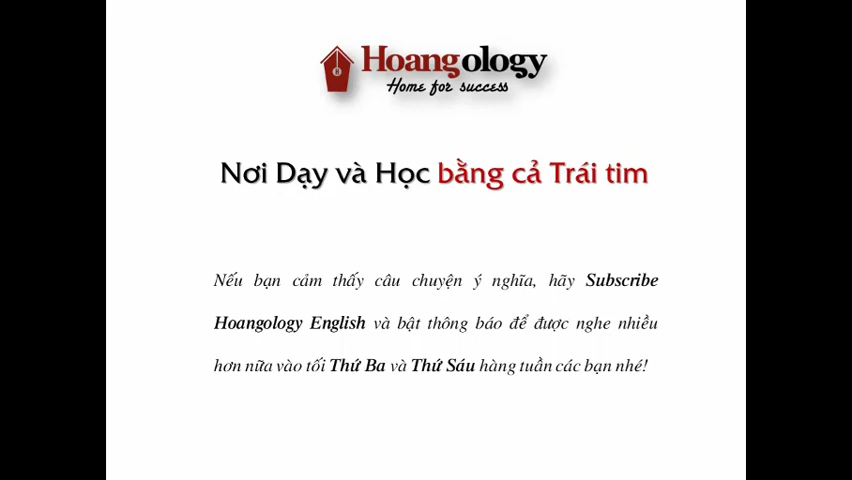 Hoangology
Home for success
Nơi Dạy và Học bằng cả Trái tim
Nếu bạn cảm thấy câu chuyện ý nghĩa, hãy Subscribe
Hoangology English và bật thông báo để được nghe nhiều
hơn nữa vào tối Thứ Ba và Thứ Sáu hàng tuần các bạn nhé!